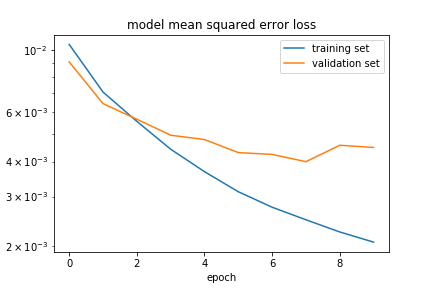 model mean squared error loss
training set
validation set
10⁻²
6 × 10⁻³
4 × 10⁻³
3 × 10⁻³
2 × 10⁻³
0 2 4 6 8
epoch